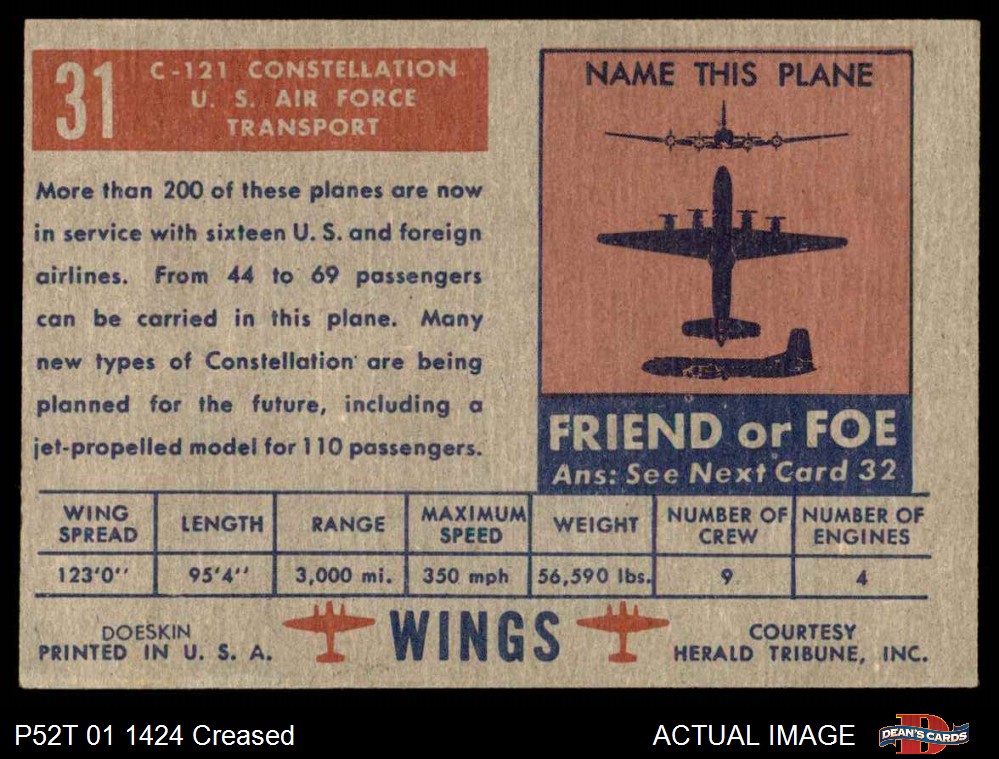 31
C-121 CONSTELLATION
U. S. AIR FORCE
TRANSPORT
More than 200 of these planes are now
in service with sixteen U. S. and foreign
airlines. From 44 to 69 passengers
can be carried in this plane. Many
new types of Constellation are being
planned for the future, including a
jet-propelled model for 110 passengers.
NAME THIS PLANE
FRIEND or FOE
Ans: See Next Card 32
WING SPREAD
LENGTH
RANGE
MAXIMUM SPEED
WEIGHT
NUMBER OF CREW
NUMBER OF ENGINES
123'0''
95'4''
3,000 mi.
350 mph
56,590 lbs.
9
4
DOESKIN
PRINTED IN U. S. A.
WINGS
COURTESY
HERALD TRIBUNE, INC.
P52T 01 1424 Creased
ACTUAL IMAGE
D
DEAN'S CARDS